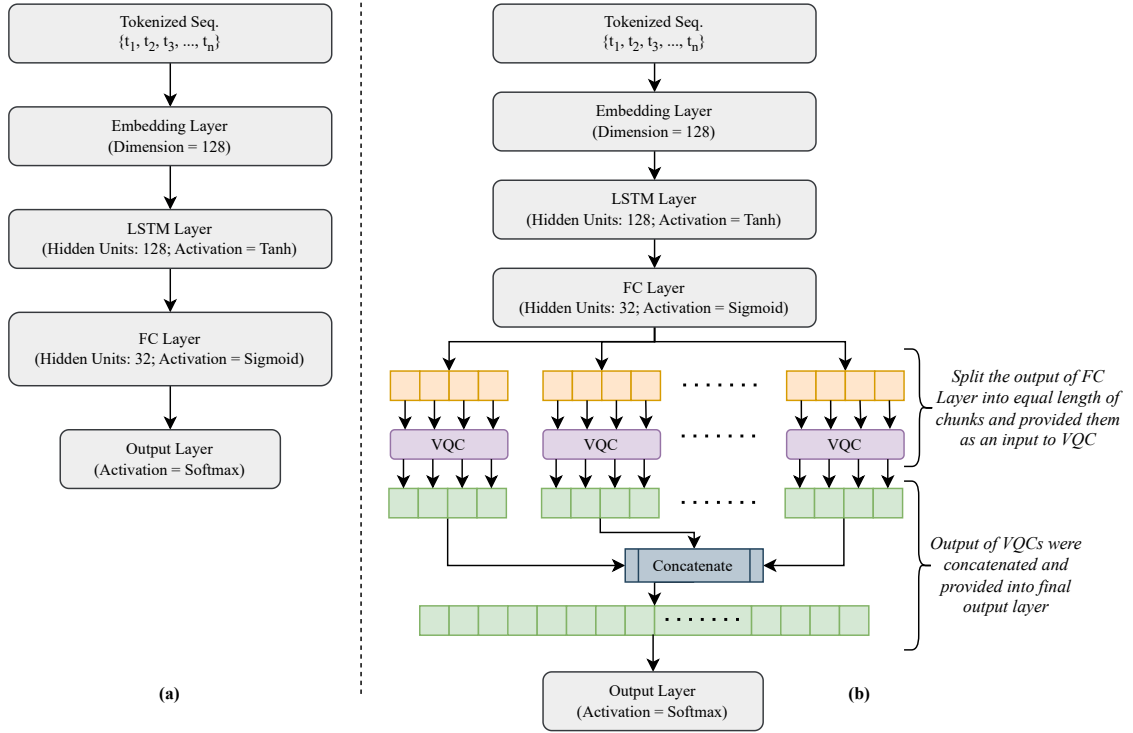 Tokenized Seq.
{t1, t2, t3, ..., tn}
Embedding Layer
(Dimension = 128)
LSTM Layer
(Hidden Units: 128; Activation = Tanh)
FC Layer
(Hidden Units: 32; Activation = Sigmoid)
Output Layer
(Activation = Softmax)
(a)
Tokenized Seq.
{t1, t2, t3, ..., tn}
Embedding Layer
(Dimension = 128)
LSTM Layer
(Hidden Units: 128; Activation = Tanh)
FC Layer
(Hidden Units: 32; Activation = Sigmoid)
VQC
VQC
VQC
Split the output of FC
Layer into equal length of
chunks and provided them
as an input to VQC
Concatenate
Output of VQCs were
concatenated and
provided into final
output layer
Output Layer
(Activation = Softmax)
(b)